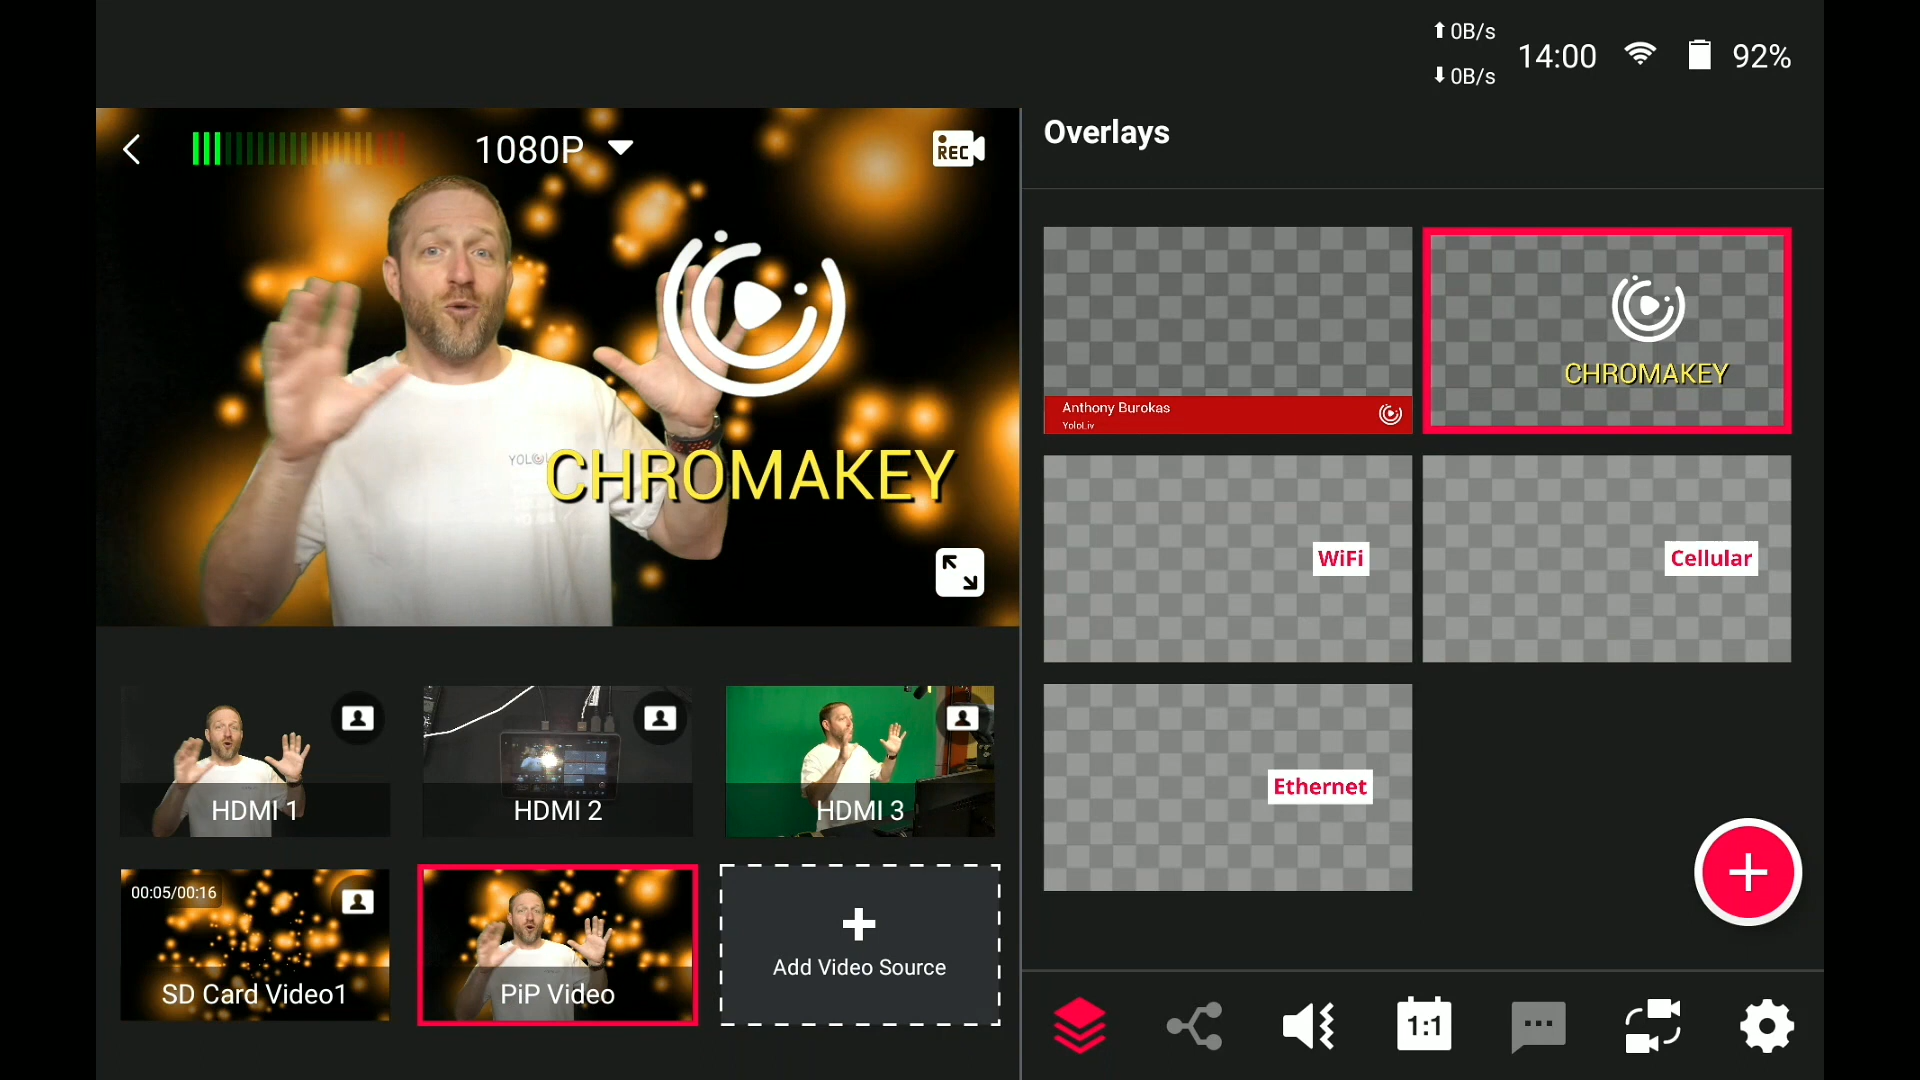 0B/s
0B/s
14:00
92%
1080P
REC
CHROMAKEY
Overlays
Anthony Burokas
YoloLiv
CHROMAKEY
WiFi
Cellular
Ethernet
HDMI 1
HDMI 2
HDMI 3
00:05/00:16
SD Card Video1
PiP Video
Add Video Source
1:1